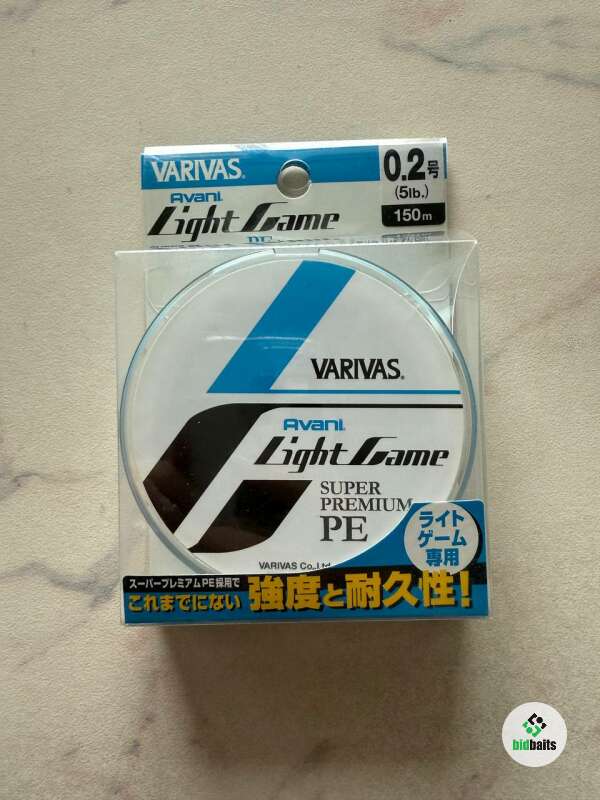 VARIVAS®
0.2号
(5lb.)
150m
Avani
Light Game
PE
VARIVAS®
Avani
Light Game
SUPER
PREMIUM
PE
ライト
ゲーム
専用
VARIVAS Co.,Ltd.
スーパープレミアムPE採用で
これまでにない 強度と耐久性!
bidbaits